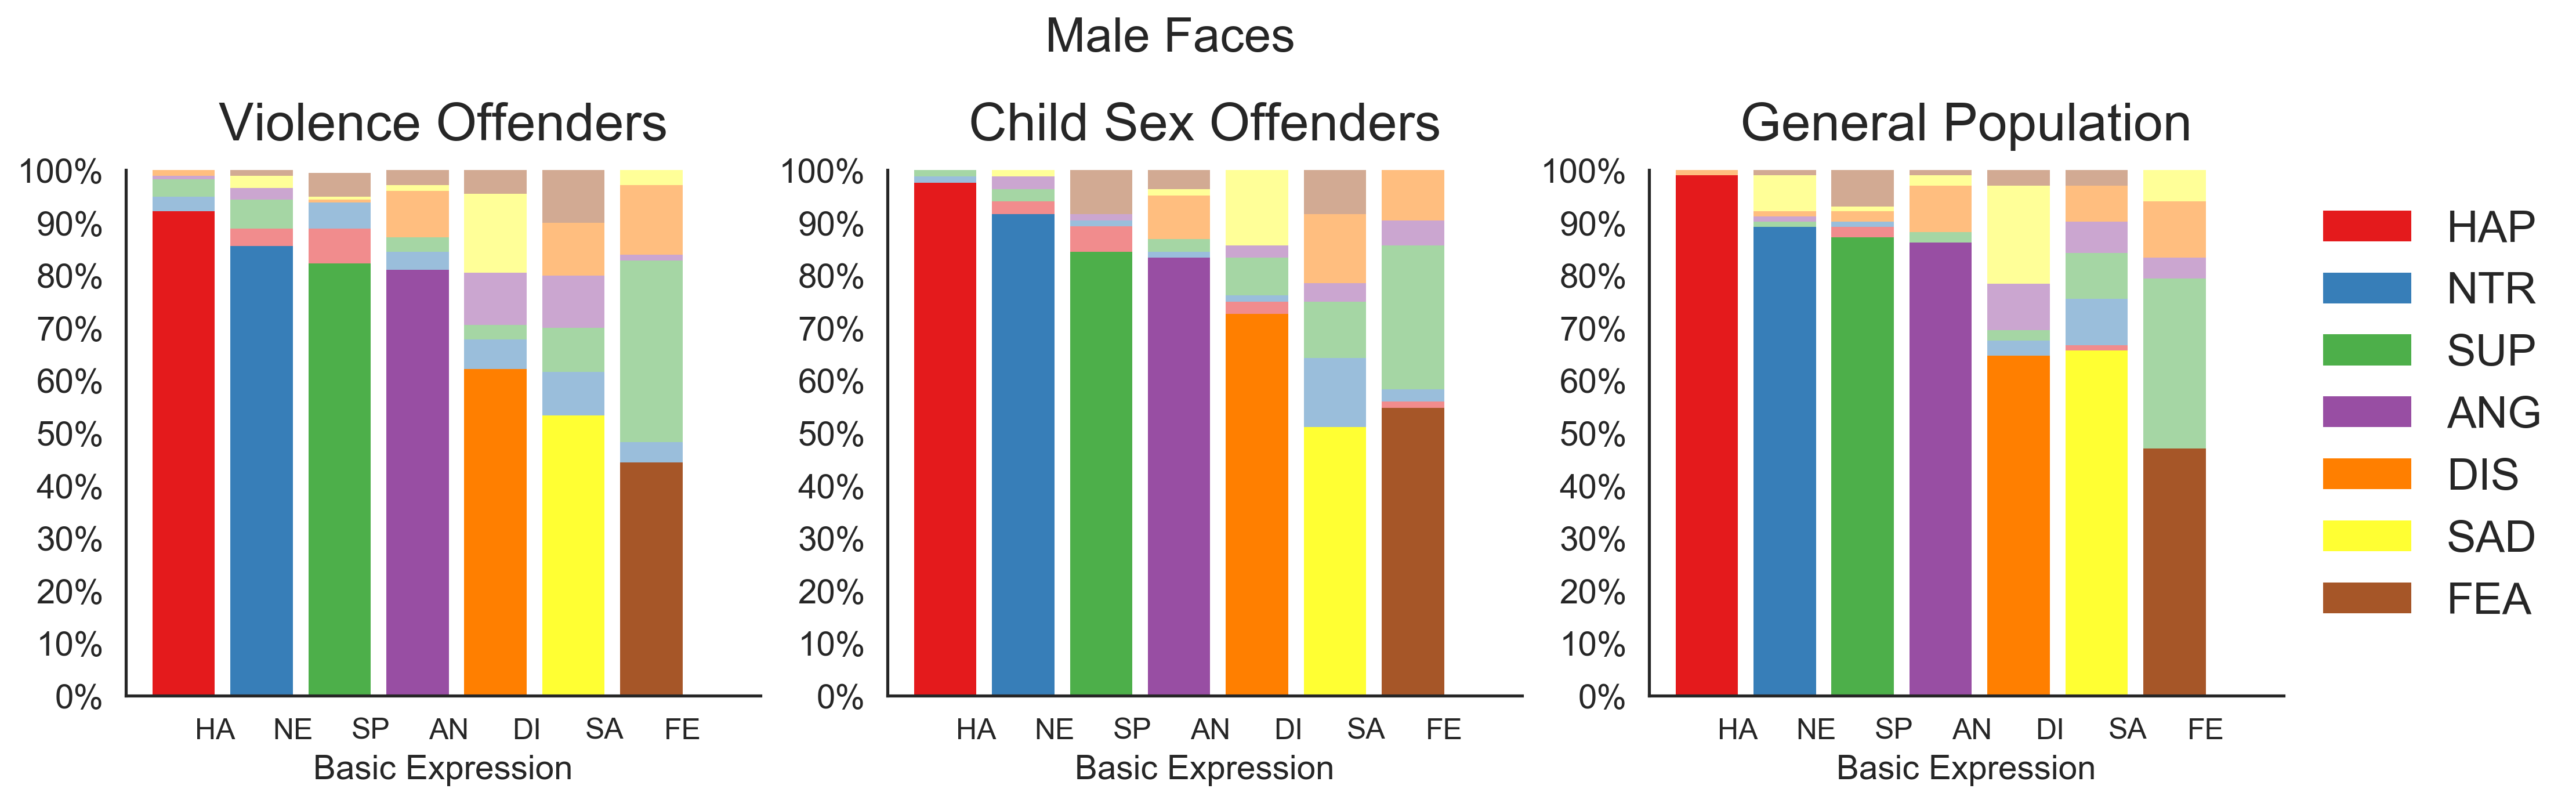 Male Faces
Violence Offenders
100%
90%
80%
70%
60%
50%
40%
30%
20%
10%
0%
HA NE SP AN DI SA FE
Basic Expression
Child Sex Offenders
100%
90%
80%
70%
60%
50%
40%
30%
20%
10%
0%
HA NE SP AN DI SA FE
Basic Expression
General Population
100%
90%
80%
70%
60%
50%
40%
30%
20%
10%
0%
HA NE SP AN DI SA FE
Basic Expression
HAP
NTR
SUP
ANG
DIS
SAD
FEA